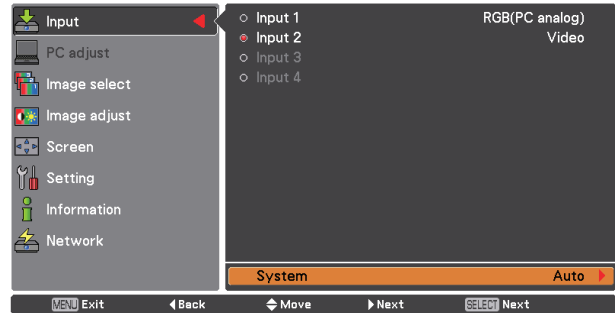 Input
PC adjust
Image select
Image adjust
Screen
Setting
Information
Network
Input 1 RGB(PC analog)
Input 2 Video
Input 3
Input 4
System Auto
MENU Exit Back Move Next SELECT Next